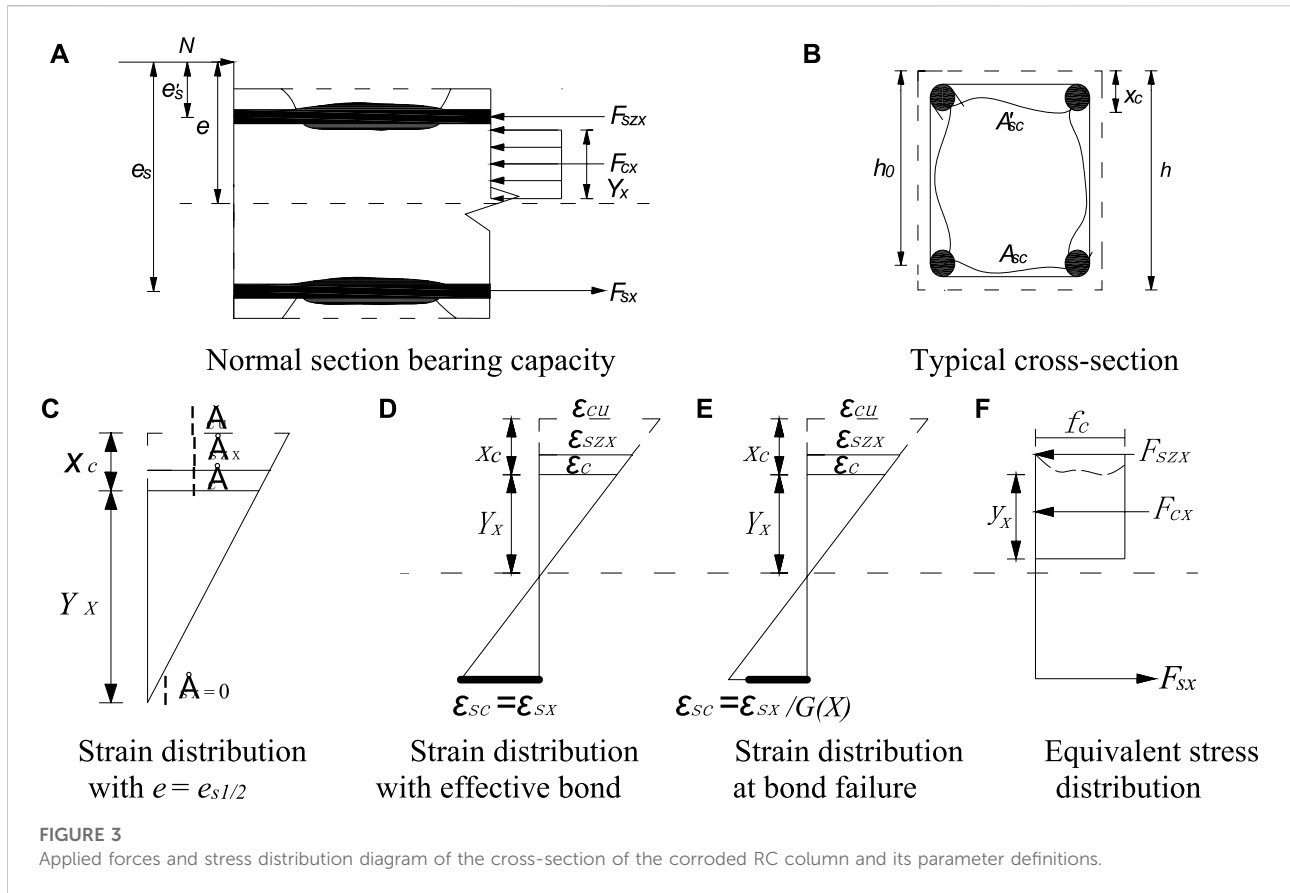 A
N
e's
e
es
Fszx
Fcx
Yx
Fsx
Normal section bearing capacity
B
h0
A'sc
Asc
xc
h
Typical cross-section
C
xc
Å
Å
Å
Yx
Å = 0
Strain distribution
with e = es1/2
D
εcu
εszx
εc
xc
Yx
εsc = εsx
Strain distribution
with effective bond
E
εcu
εszx
εc
xc
Yx
εsc = εsx /G(X)
Strain distribution
at bond failure
F
fc
Fszx
Fcx
yx
Fsx
Equivalent stress
distribution
FIGURE 3
Applied forces and stress distribution diagram of the cross-section of the corroded RC column and its parameter definitions.